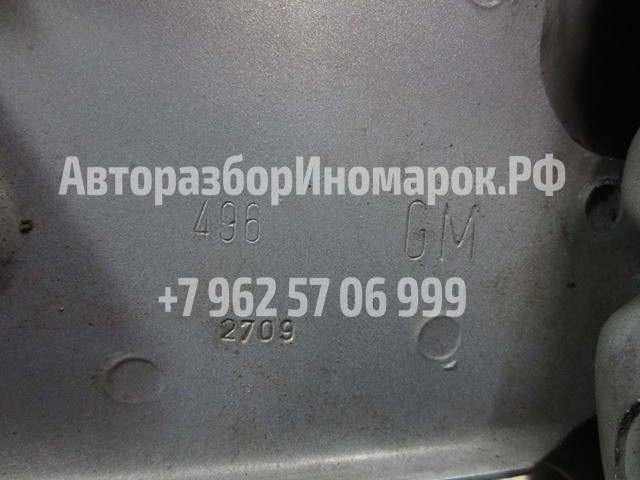 АвторазборИномарок.РФ
496 GM
+7 962 57 06 999
2709